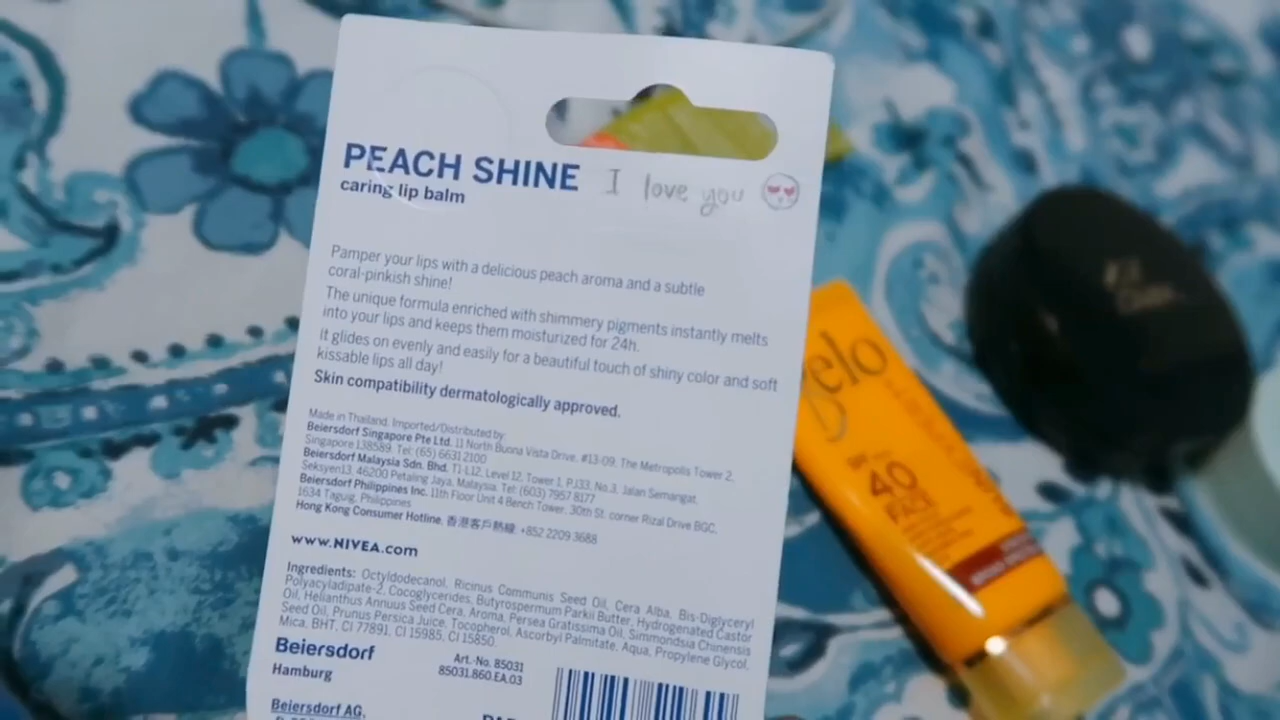 PEACH SHINE I love you
caring lip balm
Pamper your lips with a delicious peach aroma and a subtle
coral-pinkish shine!
The unique formula enriched with shimmery pigments instantly melts
into your lips and keeps them moisturized for 24h.
It glides on evenly and easily for a beautiful touch of shiny color and soft
kissable lips all day!
Skin compatibility dermatologically approved.
Made in Thailand. Imported/Distributed by:
Beiersdorf Singapore Pte Ltd. 11 North Buona Vista Drive, #13-09, The Metropolis Tower 2,
Singapore 138589. Tel: (65) 6631 2100
Beiersdorf Malaysia Sdn. Bhd. T1-L12, Level 12, Tower 1, PJ33, No.3, Jalan Semangat,
Seksyen13, 46200 Petaling Jaya, Malaysia. Tel: (603) 7957 8177
Beiersdorf Philippines Inc. 11th Floor Unit 4 Bench Tower, 30th St. corner Rizal Drive BGC,
1634 Taguig, Philippines
Hong Kong Consumer Hotline. 香港客戶熱線: +852 2209 3688
www.NIVEA.com
Ingredients: Octyldodecanol, Ricinus Communis Seed Oil, Cera Alba, Bis-Diglyceryl
Polyacyladipate-2, Cocoglycerides, Butyrospermum Parkii Butter, Hydrogenated Castor
Oil, Helianthus Annuus Seed Cera, Aroma, Persea Gratissima Oil, Simmondsia Chinensis
Seed Oil, Prunus Persica Juice, Tocopherol, Ascorbyl Palmitate, Aqua, Propylene Glycol,
Mica, BHT, CI 77891, CI 15985, CI 15850
Beiersdorf
Hamburg
Art.-No. 85031
85031.860.EA.03
Beiersdorf AG,
elo
40